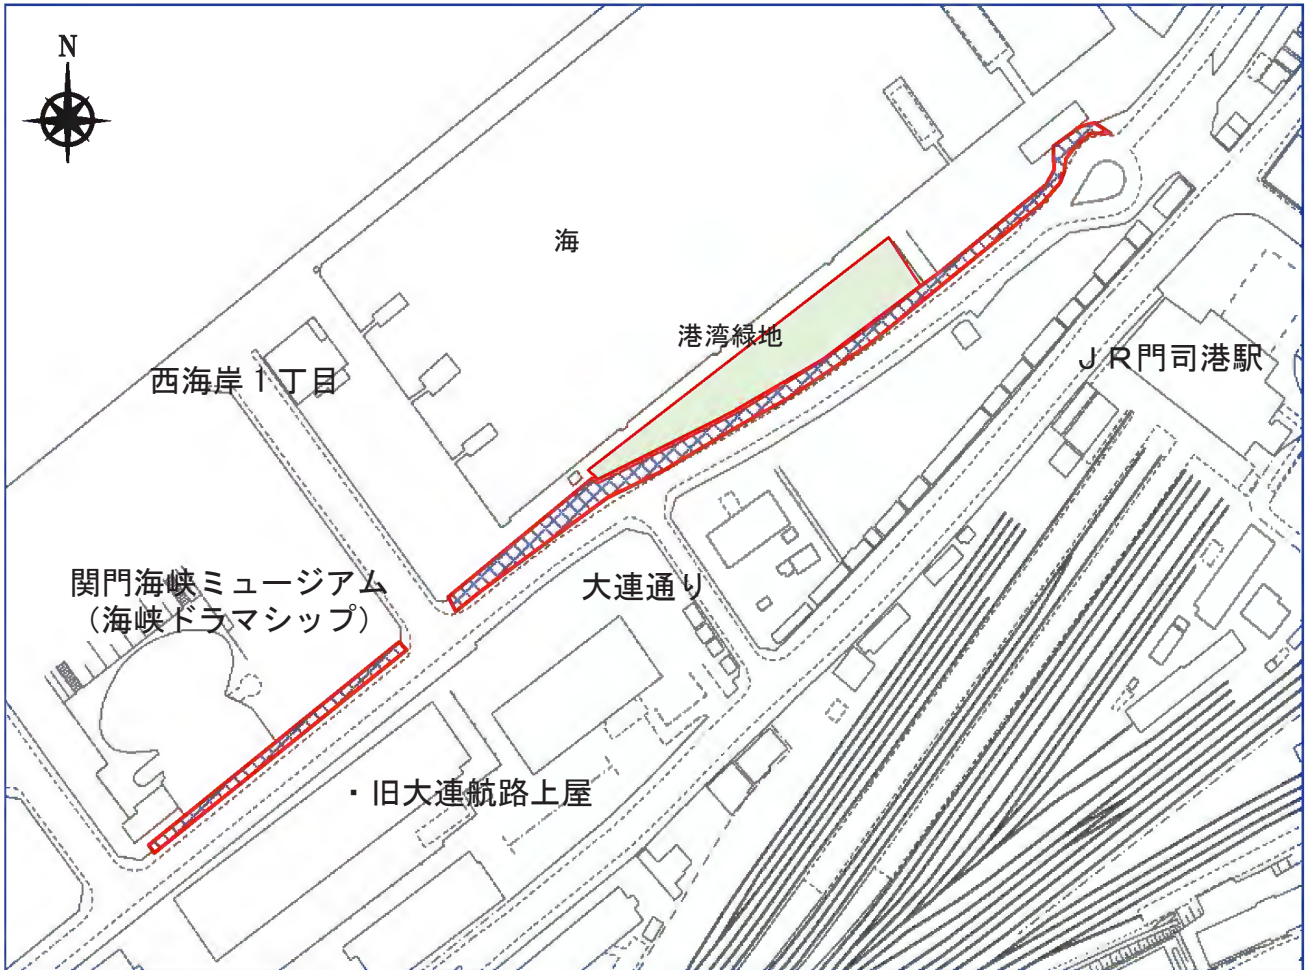 N
海
港湾緑地
JR門司港駅
西海岸1丁目
関門海峡ミュージアム
（海峡ドラマシップ）
大連通り
・旧大連航路上屋